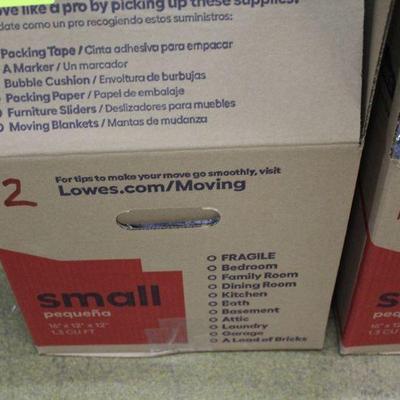 ve like a pro by picking up these supplies.
date como un pro recogiendo estos suministros:
Packing Tape / Cinta adhesiva para empacar
A Marker / Un marcador
Bubble Cushion / Envoltura de burbujas
Packing Paper / Papel de embalaje
Furniture Sliders / Deslizadores para muebles
Moving Blankets / Mantas de mudanza
For tips to make your move go smoothly, visit
Lowes.com/Moving
2
FRAGILE
Bedroom
Family Room
Dining Room
Kitchen
Bath
Basement
Attic
Laundry
Garage
A Load of Bricks
small
pequeña
16" x 12" x 12"
1.3 CU FT